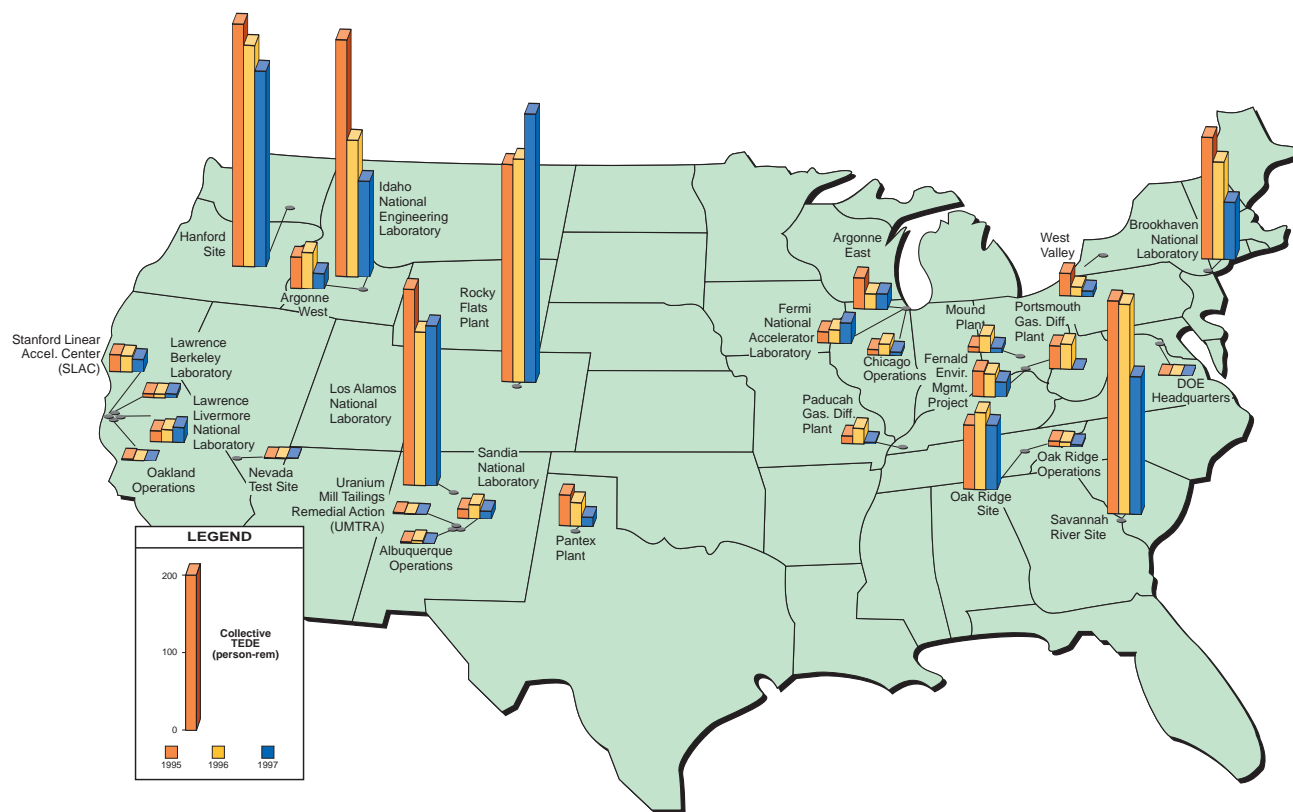 Hanford
Site
Idaho
National
Engineering
Laboratory
Argonne
West
Rocky
Flats
Plant
Argonne
East
Fermi
National
Accelerator
Laboratory
Chicago
Operations
West
Valley
Brookhaven
National
Laboratory
Mound
Plant
Portsmouth
Gas. Diff.
Plant
Fernald
Envir.
Mgmt.
Project
DOE
Headquarters
Paducah
Gas. Diff.
Plant
Oak Ridge
Site
Oak Ridge
Operations
Savannah
River Site
Stanford Linear
Accel. Center
(SLAC)
Lawrence
Berkeley
Laboratory
Lawrence
Livermore
National
Laboratory
Oakland
Operations
Nevada
Test Site
Los Alamos
National
Laboratory
Sandia
National
Laboratory
Uranium
Mill Tailings
Remedial Action
(UMTRA)
Albuquerque
Operations
Pantex
Plant
LEGEND
200
100
0
Collective
TEDE
(person-rem)
1995
1996
1997